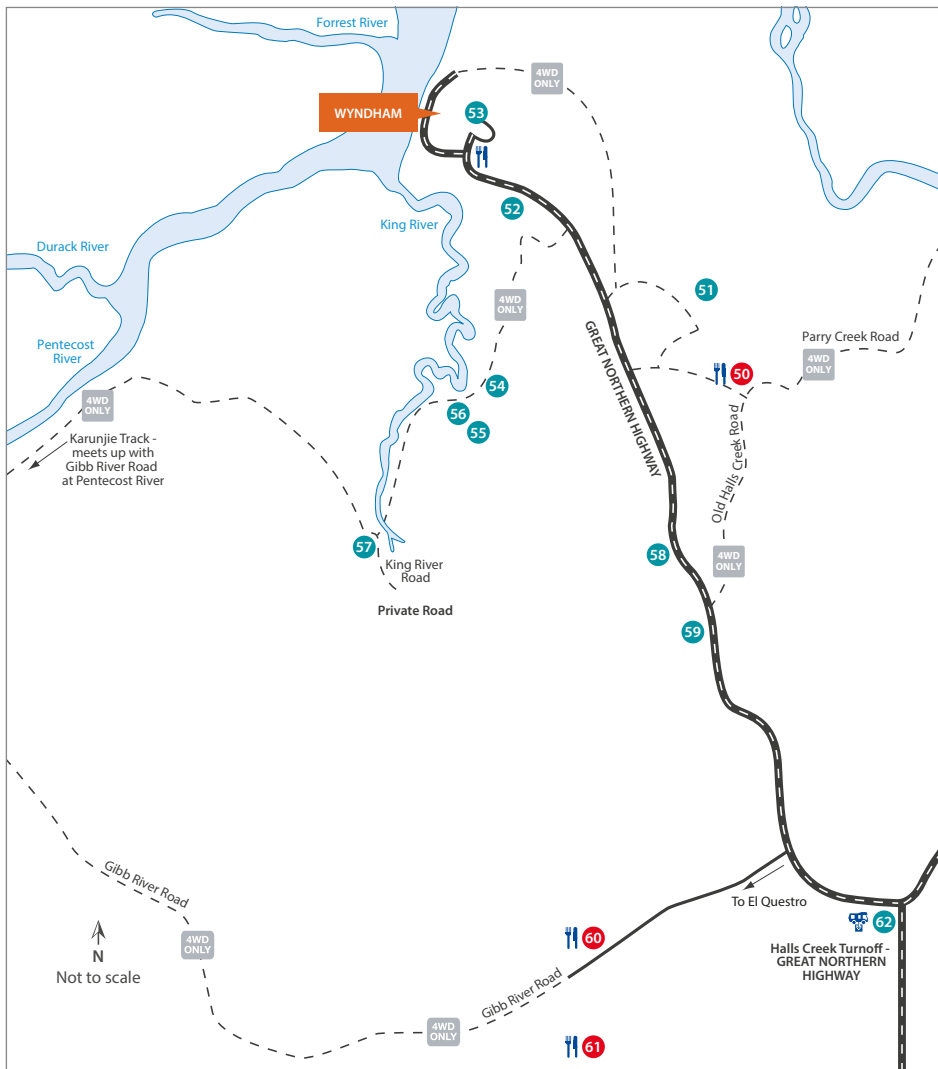 Forrest River
4WD
ONLY
WYNDHAM
53
52
King River
Durack River
51
4WD
ONLY
GREAT NORTHERN HIGHWAY
Parry Creek Road
Pentecost
River
4WD
ONLY
50
54
4WD
ONLY
56
55
Karunjie Track -
meets up with
Gibb River Road
at Pentecost River
Old Halls Creek Road
57
58
4WD
ONLY
King River
Road
Private Road
59
Gibb River Road
To El Questro
62
N
Not to scale
4WD
ONLY
60
Halls Creek Turnoff -
GREAT NORTHERN
HIGHWAY
Gibb River Road
4WD
ONLY
61